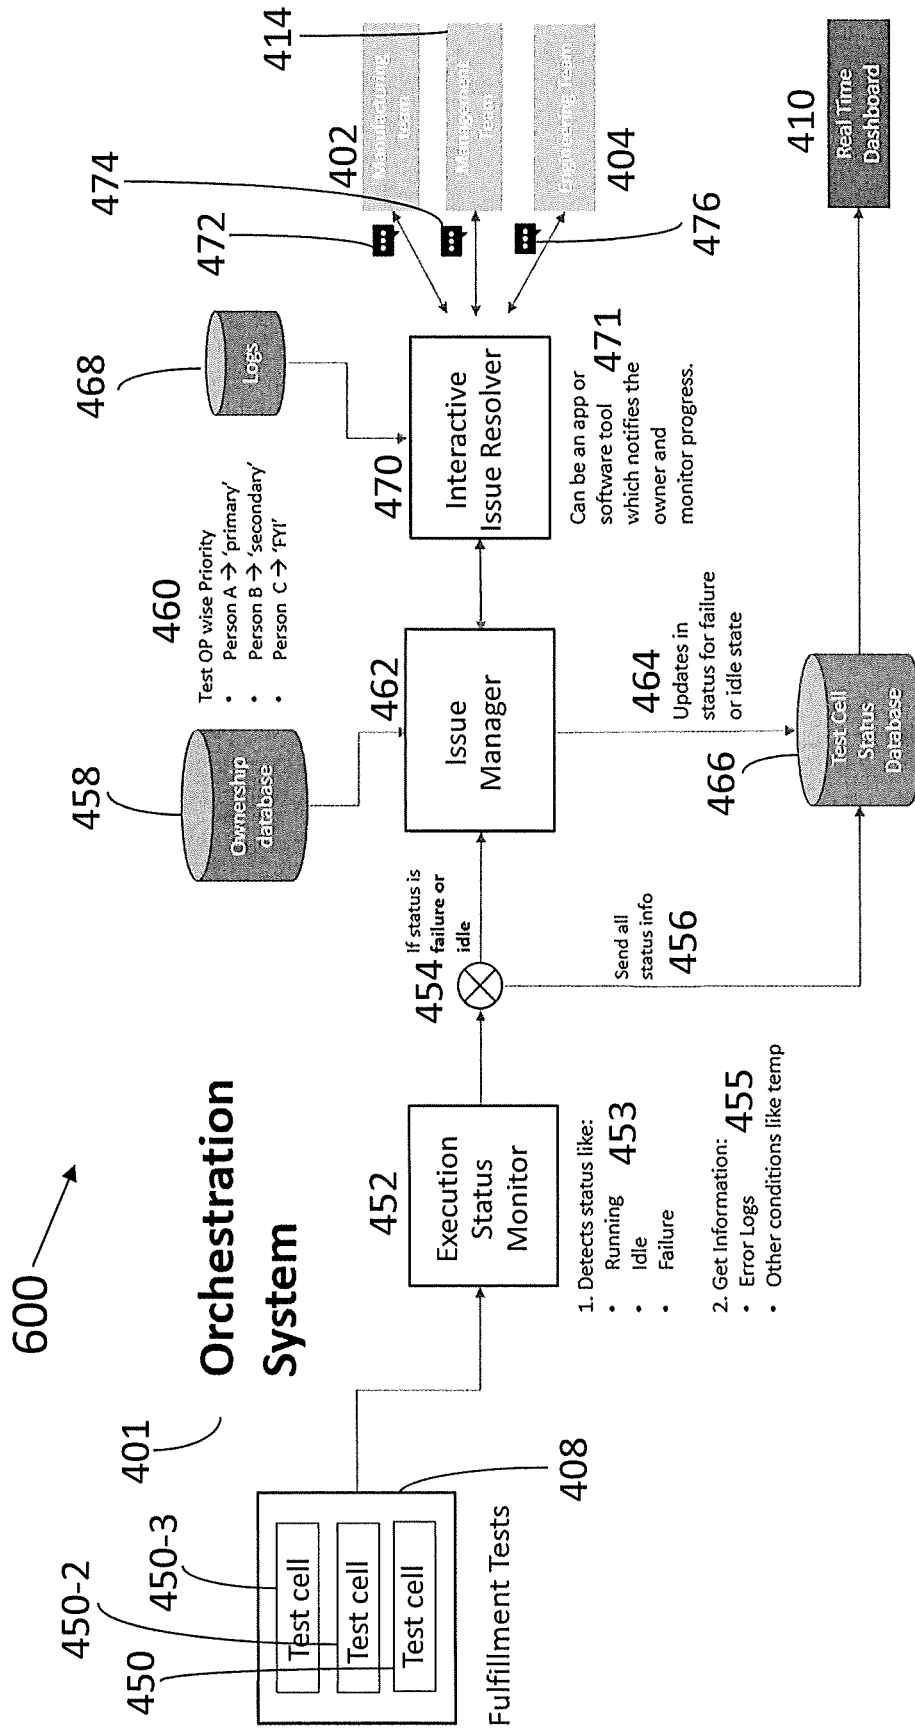 600
Orchestration
System
401
450-3
450-2
450
Test cell
Test cell
Test cell
408
Fulfillment Tests
452
Execution
Status
Monitor
1. Detects status like:
• Running
• Idle
• Failure
453
2. Get Information:
• Error Logs
• Other conditions like temp
455
454
If status is
failure or
idle
Send all
status info
456
458
Ownership
database
460
Test OP wise Priority
• Person A → 'primary'
• Person B → 'secondary'
• Person C → 'FYI'
462
Issue
Manager
464
Updates in
status for failure
or idle state
466
Test Cell
Status
Database
468
Logs
470
Interactive
Issue Resolver
471
Can be an app or
software tool
which notifies the
owner and
monitor progress.
472
474
476
402
Manufacturing
Team
414
Management
Team
Engineering Team
404
410
Real Time
Dashboard